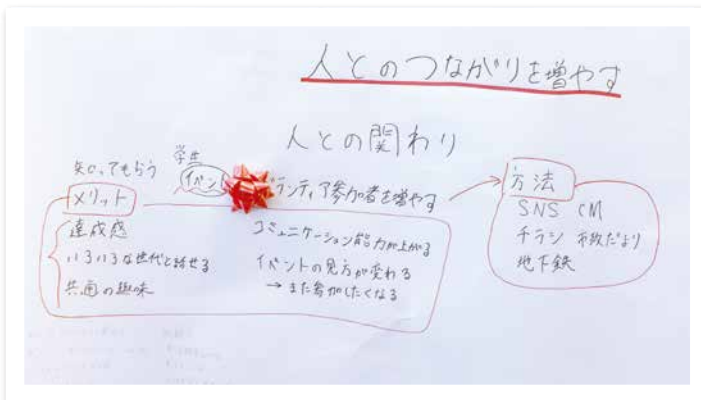 人とのつながりを増やす
人との関わり
知ってもらう
学生
イベン
ランティア参加者を増やす
メリット
達成感
いろいろな世代と話せる
共通の趣味
コミュニケーション能力が上がる
イベントの見方が変わる
→また参加したくなる
方法
SNS CM
チラシ 市政だより
地下鉄